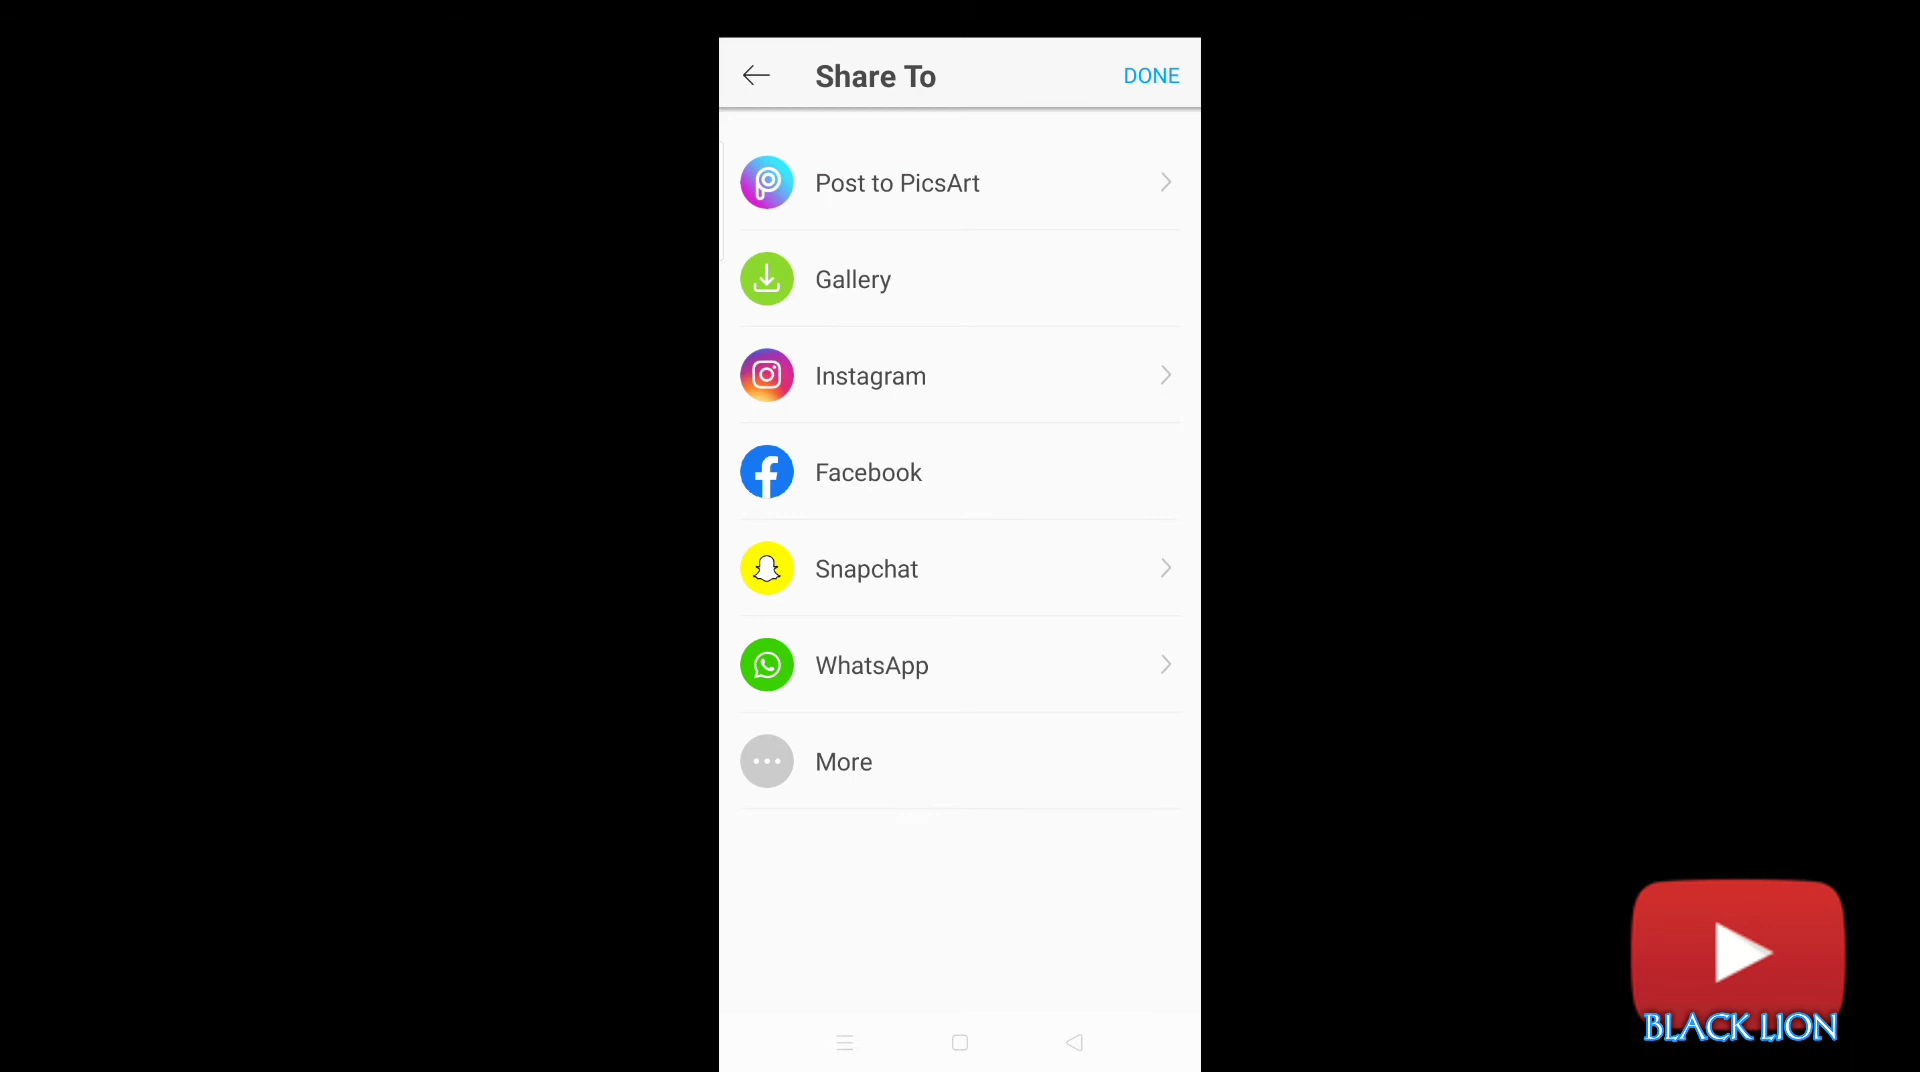 Share To
DONE
Post to PicsArt
Gallery
Instagram
Facebook
Snapchat
WhatsApp
More
BLACK LION